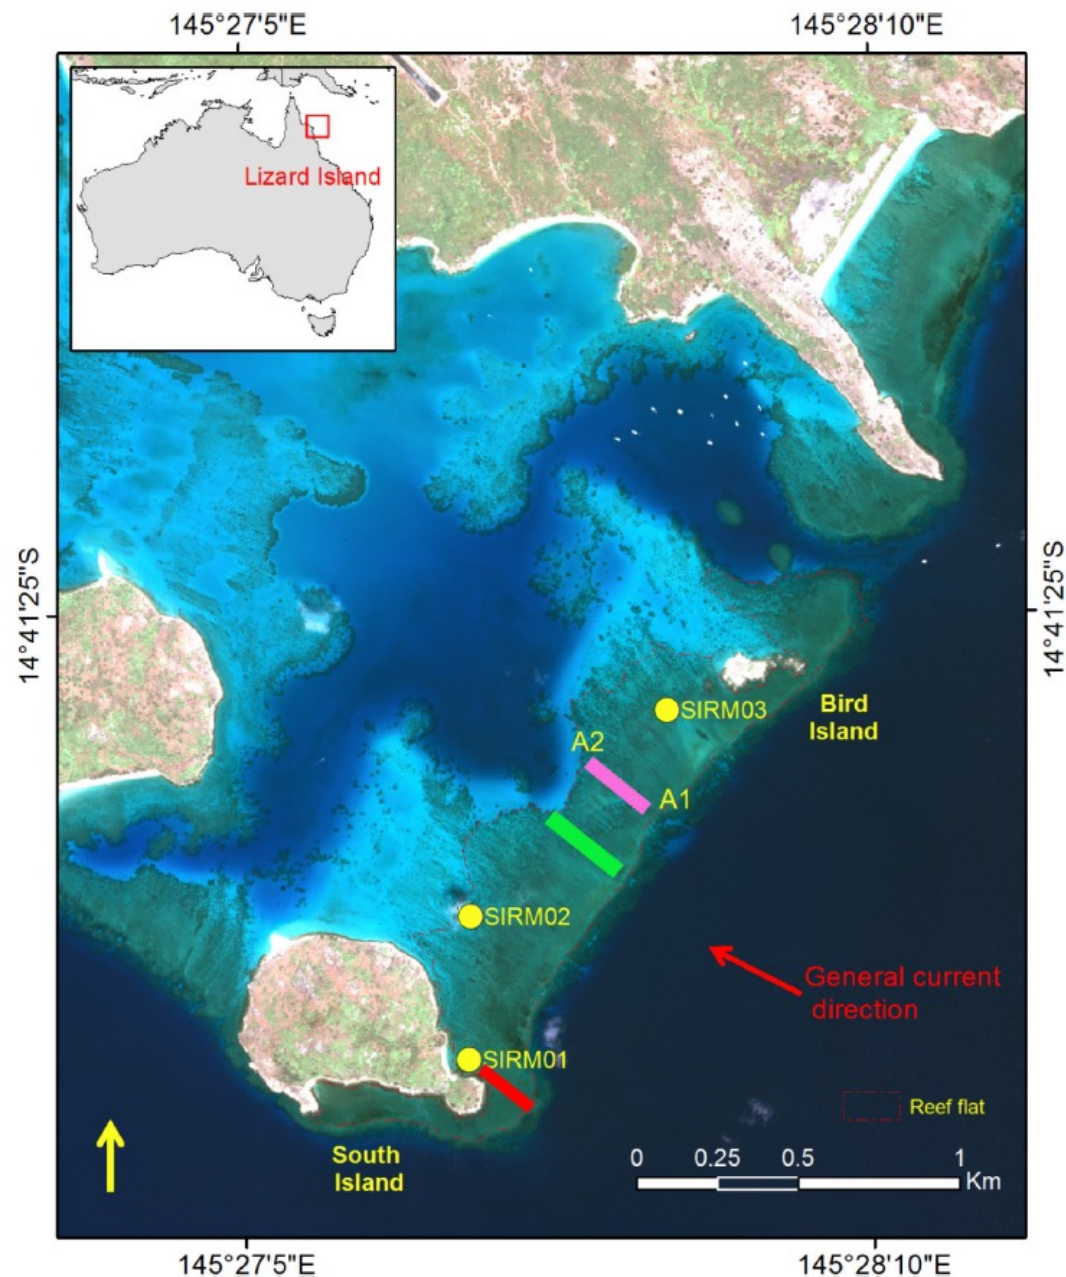 145°27'5"E
145°28'10"E
Lizard Island
14°41'25"S
14°41'25"S
SIRM03
Bird
Island
A2
A1
SIRM02
General current
direction
SIRM01
Reef flat
South
Island
0 0.25 0.5 1
Km
145°27'5"E
145°28'10"E